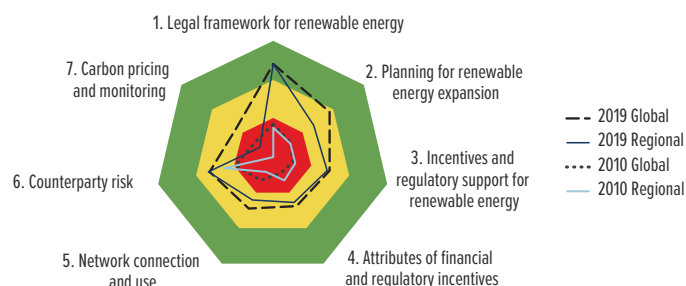 1. Legal framework for renewable energy
7. Carbon pricing
and monitoring
2. Planning for renewable
energy expansion
2019 Global
2019 Regional
2010 Global
2010 Regional
3. Incentives and
regulatory support for
renewable energy
6. Counterparty risk
5. Network connection
and use
4. Attributes of financial
and regulatory incentives